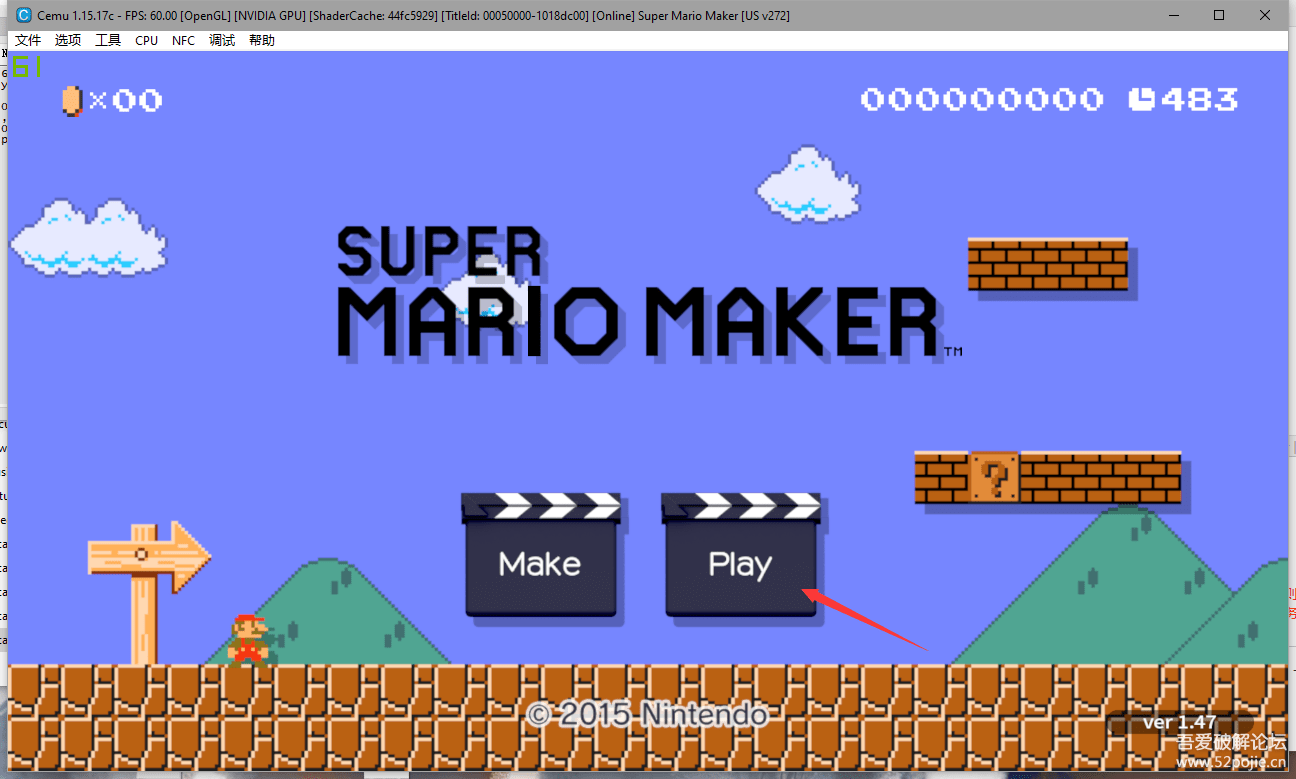 Cemu 1.15.17c - FPS: 60.00 [OpenGL] [NVIDIA GPU] [ShaderCache: 44fc5929] [TitleId: 00050000-1018dc00] [Online] Super Mario Maker [US v272]
文件 选项 工具 CPU NFC 调试 帮助
61
×00
000000000 483
SUPER
MARIO MAKER™
?
Make Play
© 2015 Nintendo
ver 1.47
吾爱破解论坛
www.52pojie.cn